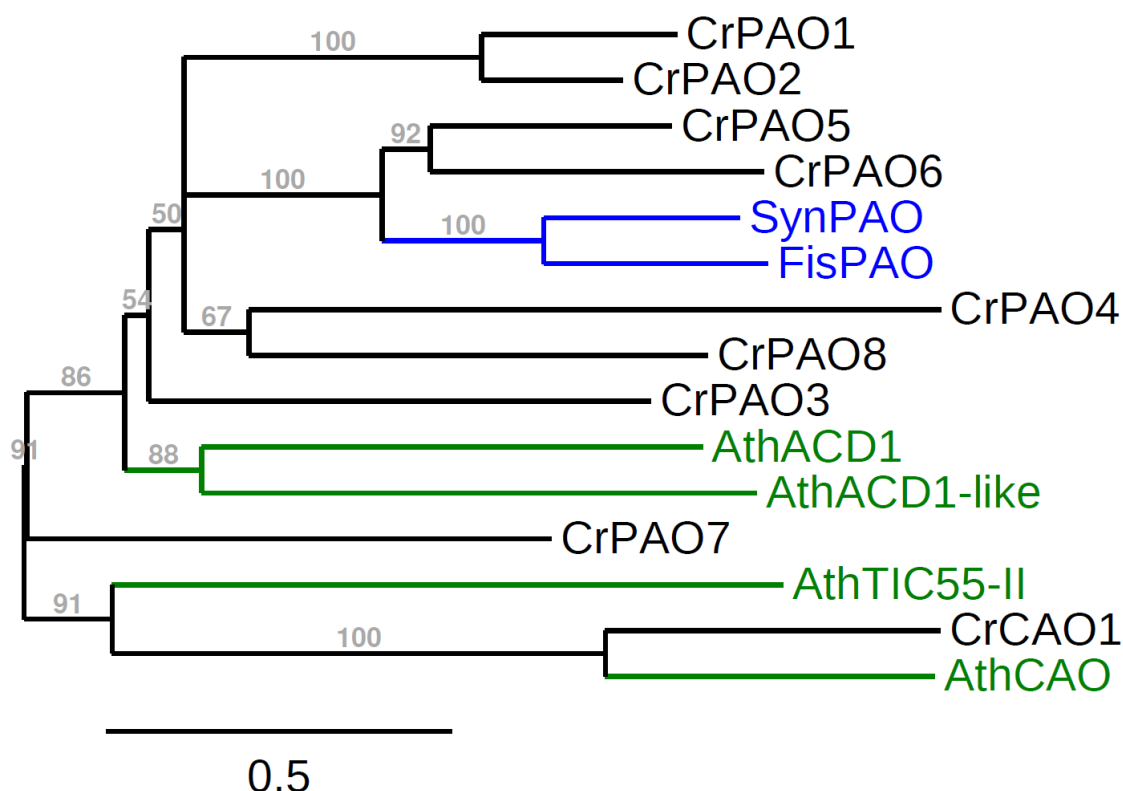 100
CrPAO1
CrPAO2
92
CrPAO5
100
CrPAO6
50
100
SynPAO
FisPAO
54
67
CrPAO4
CrPAO8
86
CrPAO3
91
88
AthACD1
AthACD1-like
CrPAO7
91
AthTIC55-II
100
CrCAO1
AthCAO
0.5